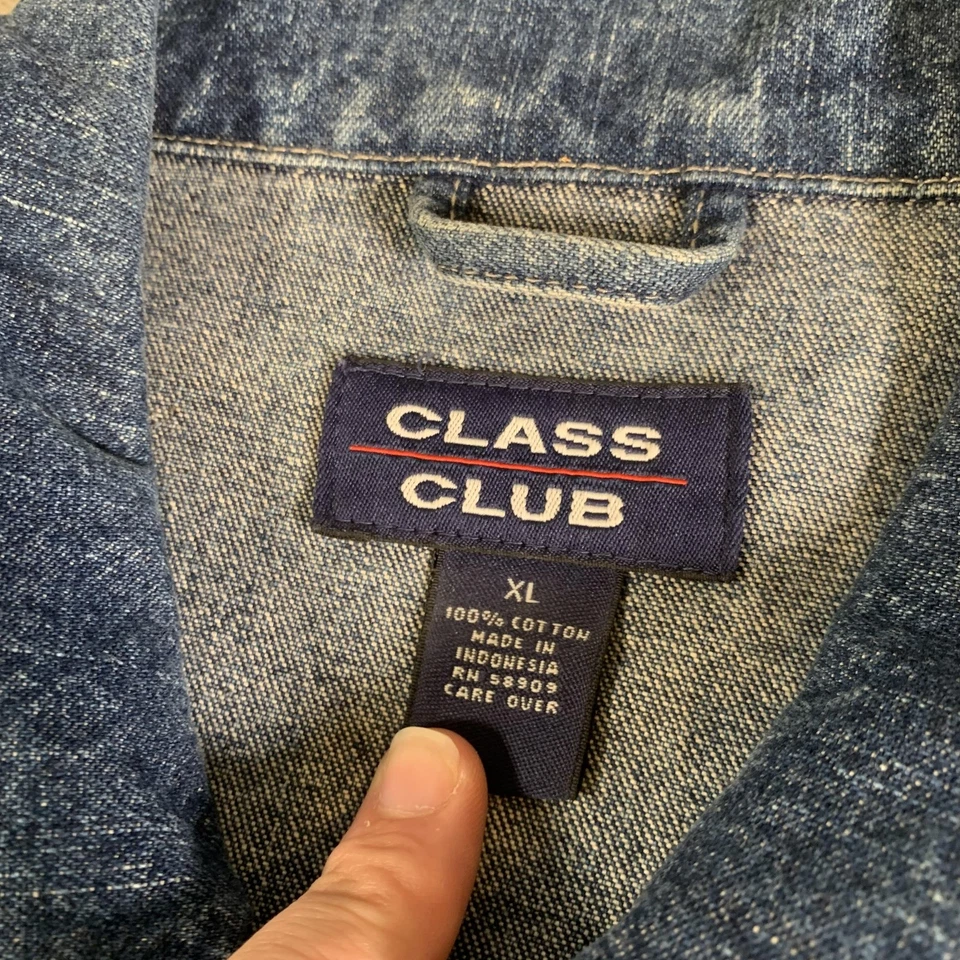 CLASS
CLUB
XL
100% COTTON
MADE IN
INDONESIA
RN 58909
CARE OVER